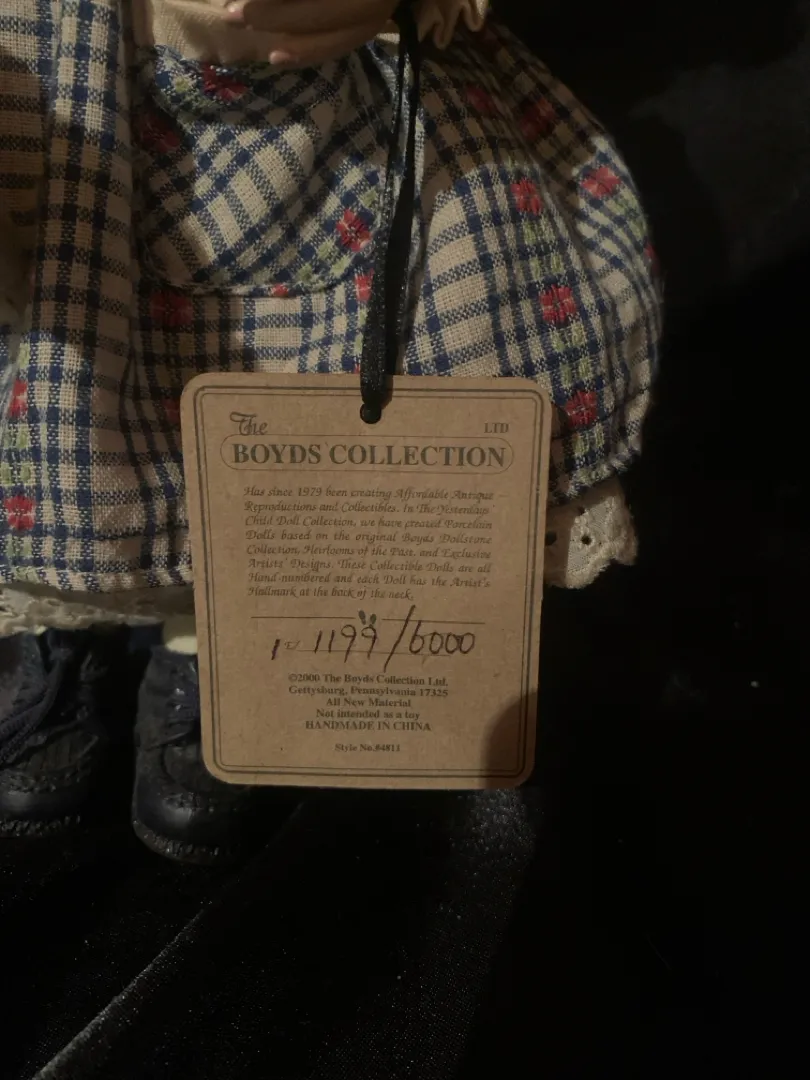 The
LTD
BOYDS COLLECTION
Has since 1979 been creating Affordable Antique
Reproductions and Collectibles. In The Yesterdays'
Child Doll Collection, we have created Porcelain
Dolls based on the original Boyds Dollstone
Collection, Heirlooms of the Past, and Exclusive
Artists' Designs. These Collectible Dolls are all
Hand-numbered and each Doll has the Artist's
Hallmark at the back of the neck.
1E 1199/6000
©2000 The Boyds Collection Ltd.
Gettysburg, Pennsylvania 17325
All New Material
Not intended as a toy
HANDMADE IN CHINA
Style No.#4811